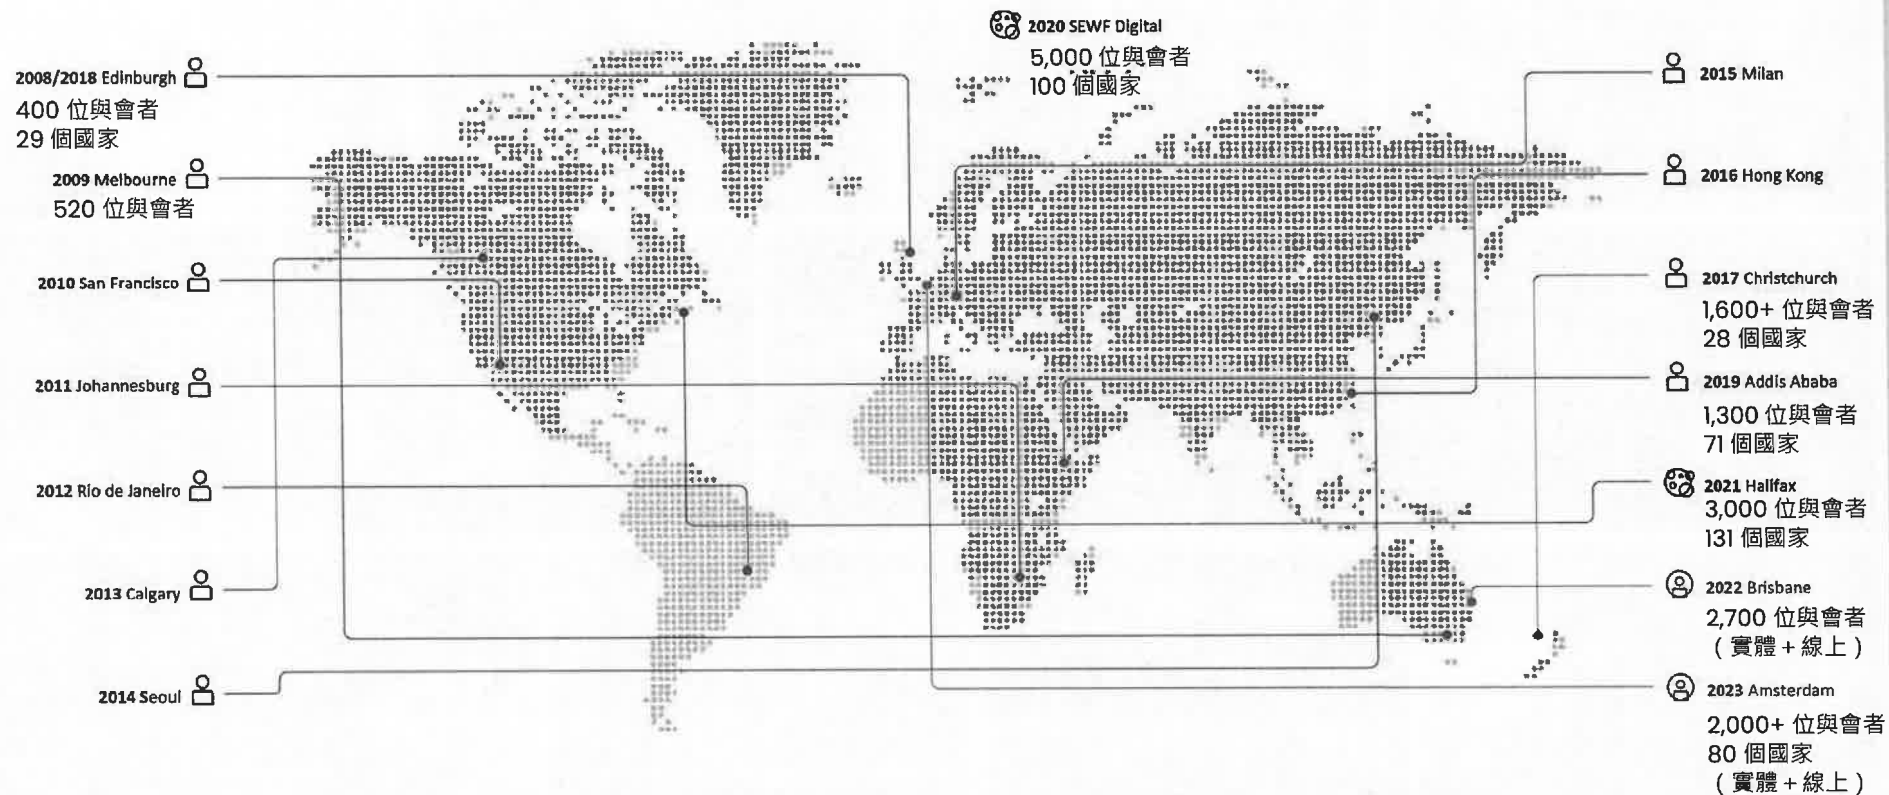 2020 SEWF Digital
5,000 位與會者
100 個國家
2008/2018 Edinburgh
400 位與會者
29 個國家
2009 Melbourne
520 位與會者
2010 San Francisco
2011 Johannesburg
2012 Rio de Janeiro
2013 Calgary
2014 Seoul
2015 Milan
2016 Hong Kong
2017 Christchurch
1,600+ 位與會者
28 個國家
2019 Addis Ababa
1,300 位與會者
71 個國家
2021 Halifax
3,000 位與會者
131 個國家
2022 Brisbane
2,700 位與會者
(實體+線上)
2023 Amsterdam
2,000+ 位與會者
80 個國家
(實體+線上)